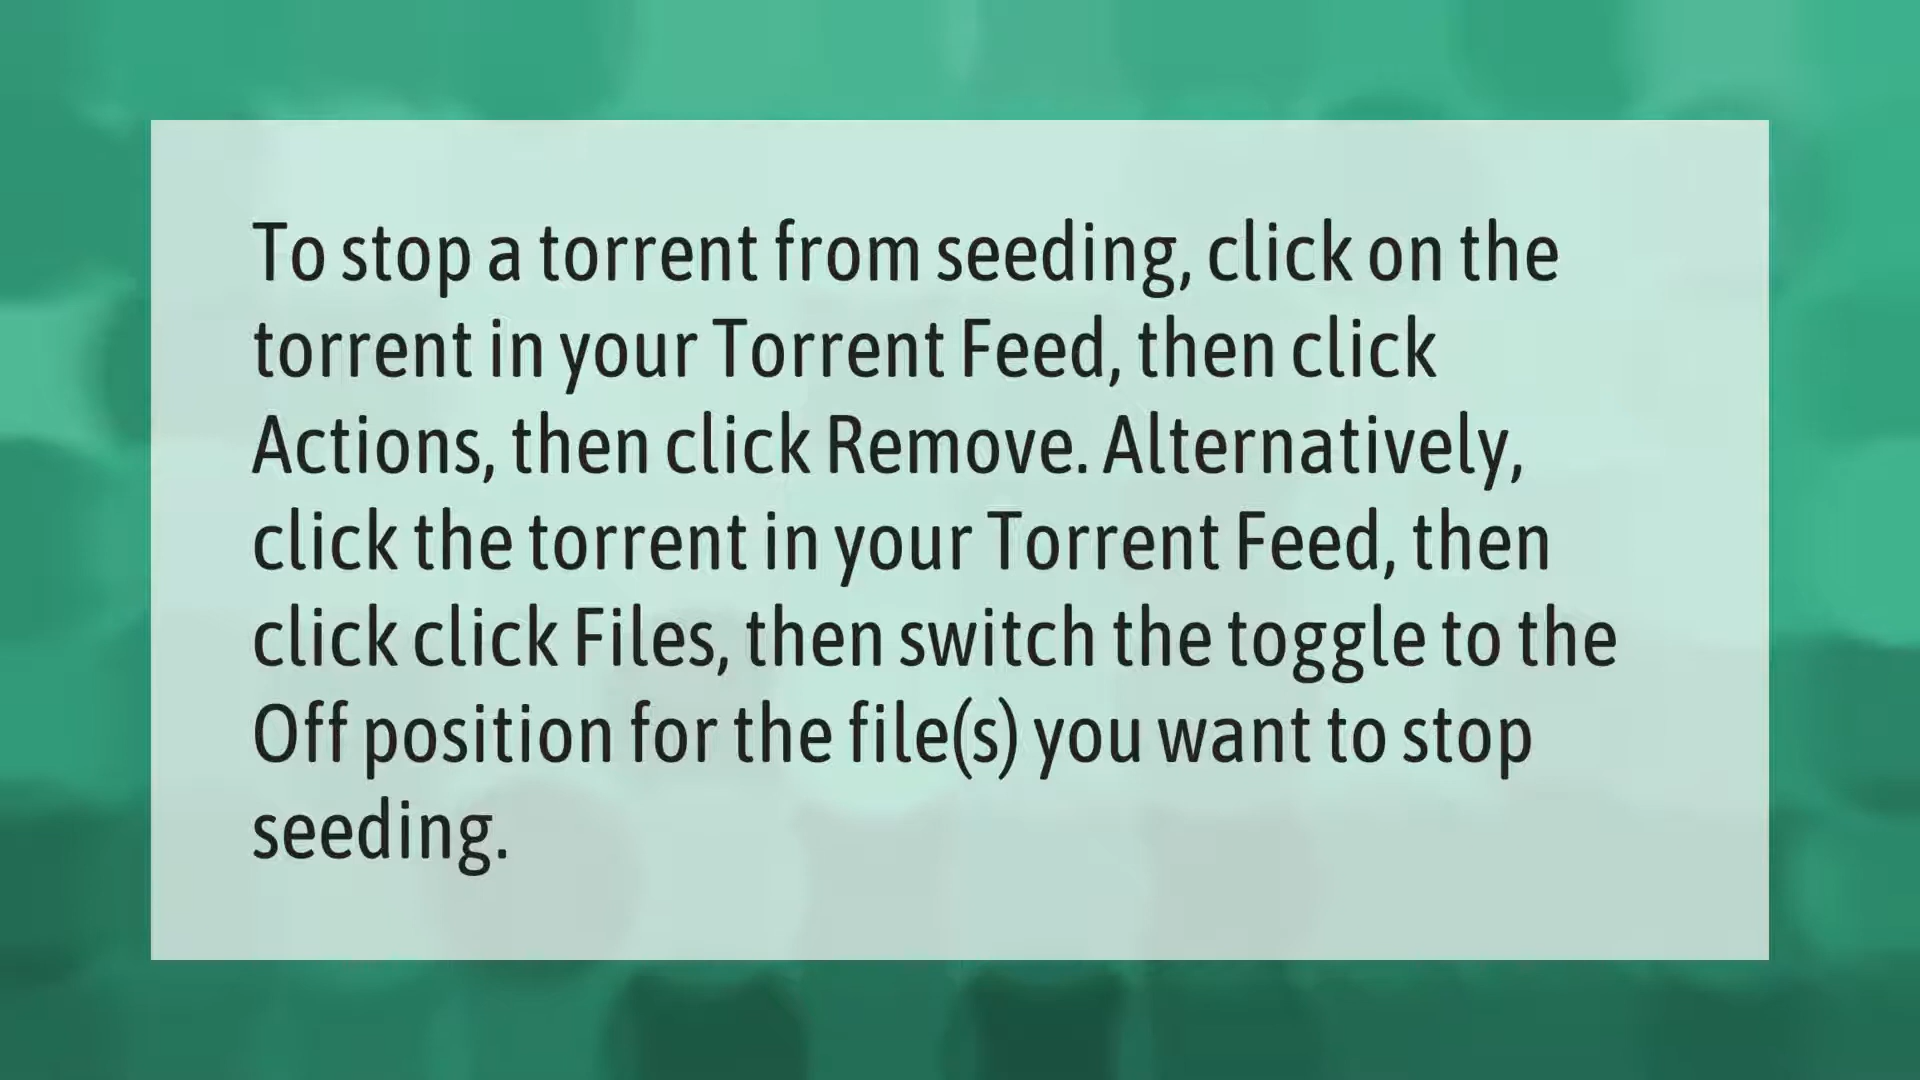 To stop a torrent from seeding, click on the
torrent in your Torrent Feed, then click
Actions, then click Remove. Alternatively,
click the torrent in your Torrent Feed, then
click click Files, then switch the toggle to the
Off position for the file(s) you want to stop
seeding.